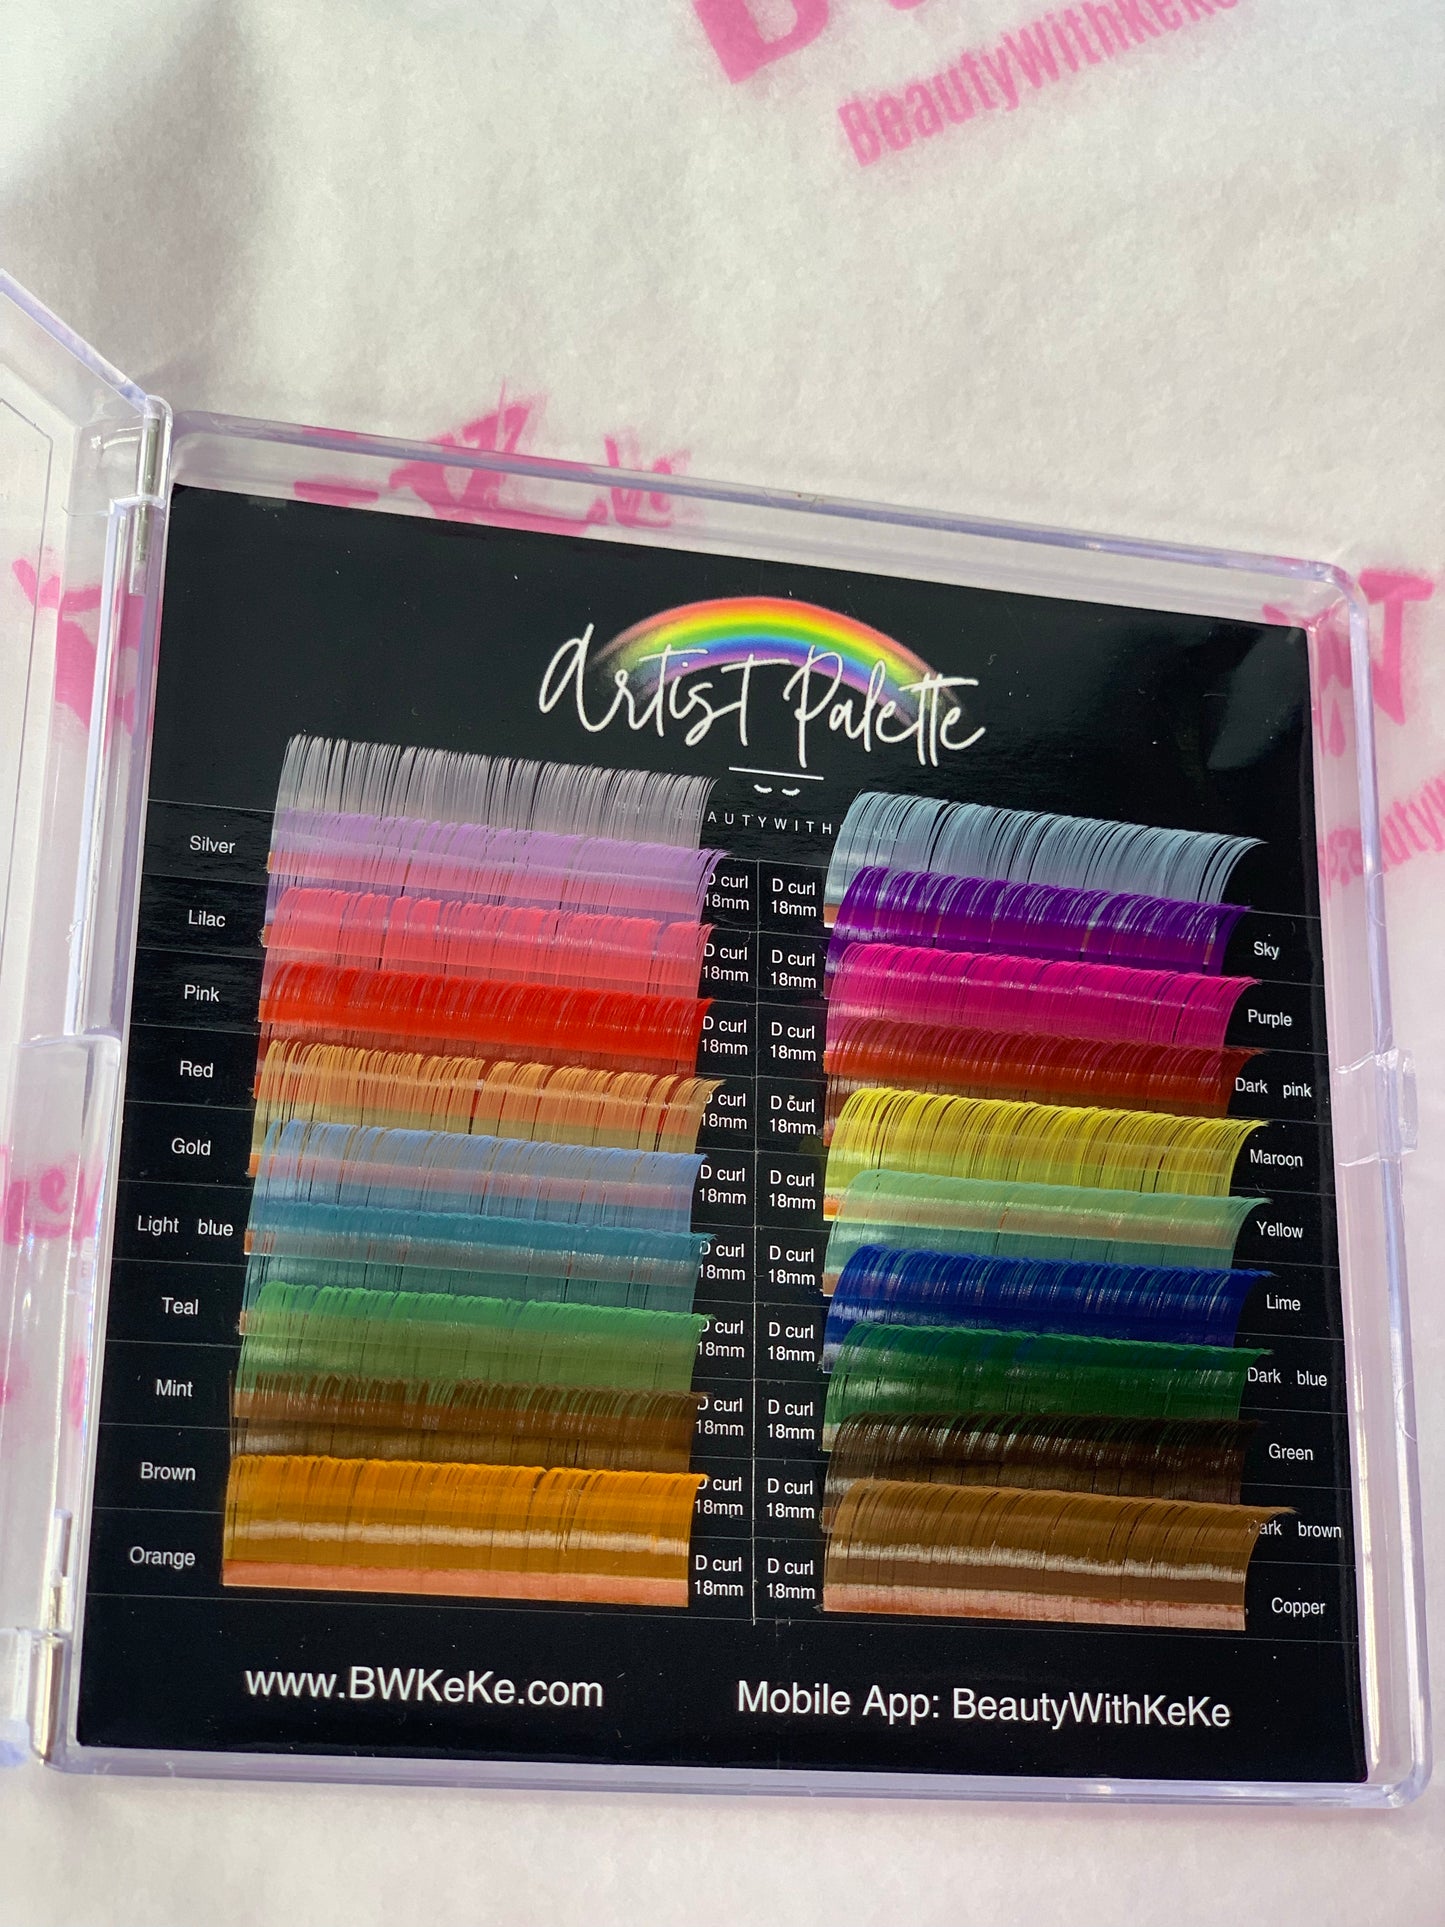 BeautyWithKeKe
Artist Palette
Silver
D curl
18mm
D curl
18mm
Sky
Lilac
D curl
18mm
D curl
18mm
Purple
Pink
D curl
18mm
D curl
18mm
Dark pink
Red
D curl
18mm
D curl
18mm
Maroon
Gold
D curl
18mm
D curl
18mm
Yellow
Light blue
D curl
18mm
D curl
18mm
Lime
Teal
D curl
18mm
D curl
18mm
Dark blue
Mint
D curl
18mm
D curl
18mm
Green
Brown
D curl
18mm
D curl
18mm
Dark brown
Orange
D curl
18mm
D curl
18mm
Copper
www.BWKeKe.com
Mobile App: BeautyWithKeKe